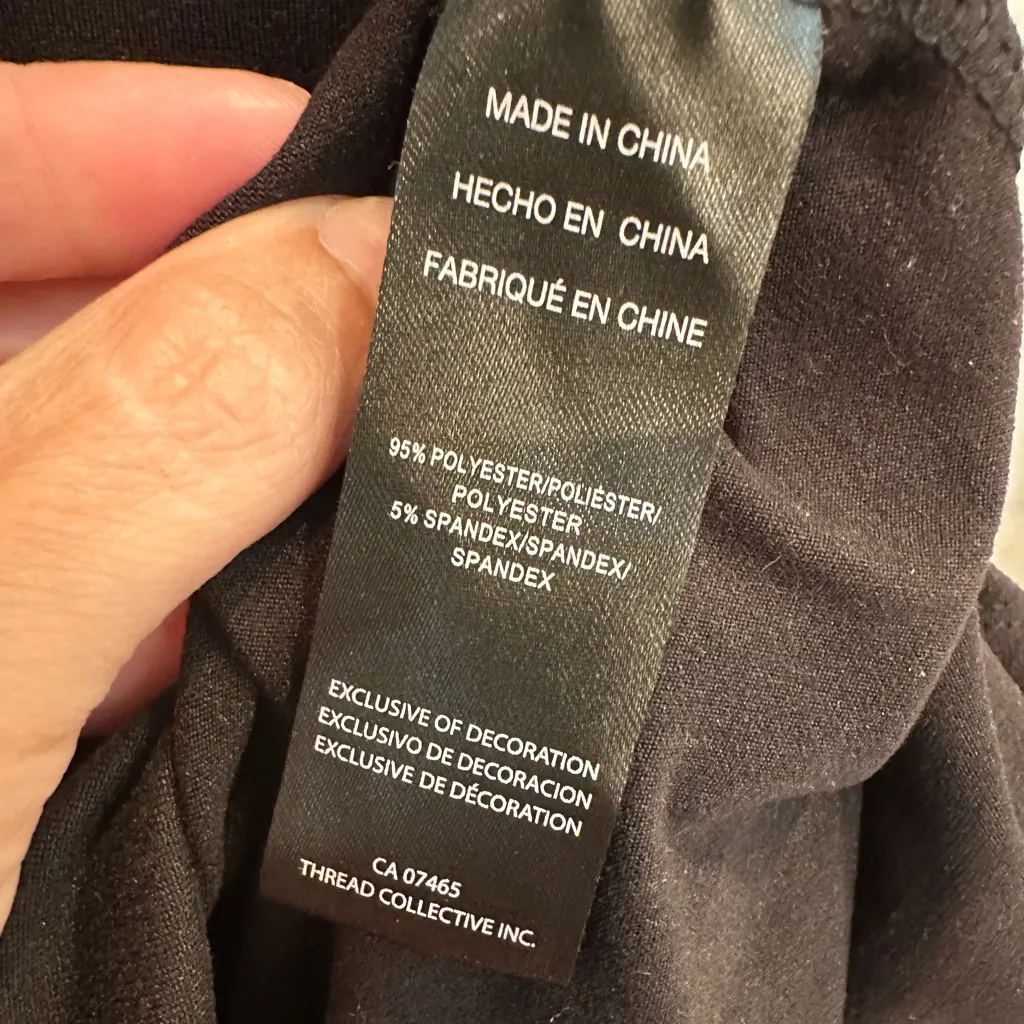 MADE IN CHINA
HECHO EN CHINA
FABRIQUÉ EN CHINE
95% POLYESTER/POLIÉSTER/
POLYESTER
5% SPANDEX/SPANDEX/
SPANDEX
EXCLUSIVE OF DECORATION
EXCLUSIVO DE DECORACION
EXCLUSIVE DE DÉCORATION
CA 07465
THREAD COLLECTIVE INC.